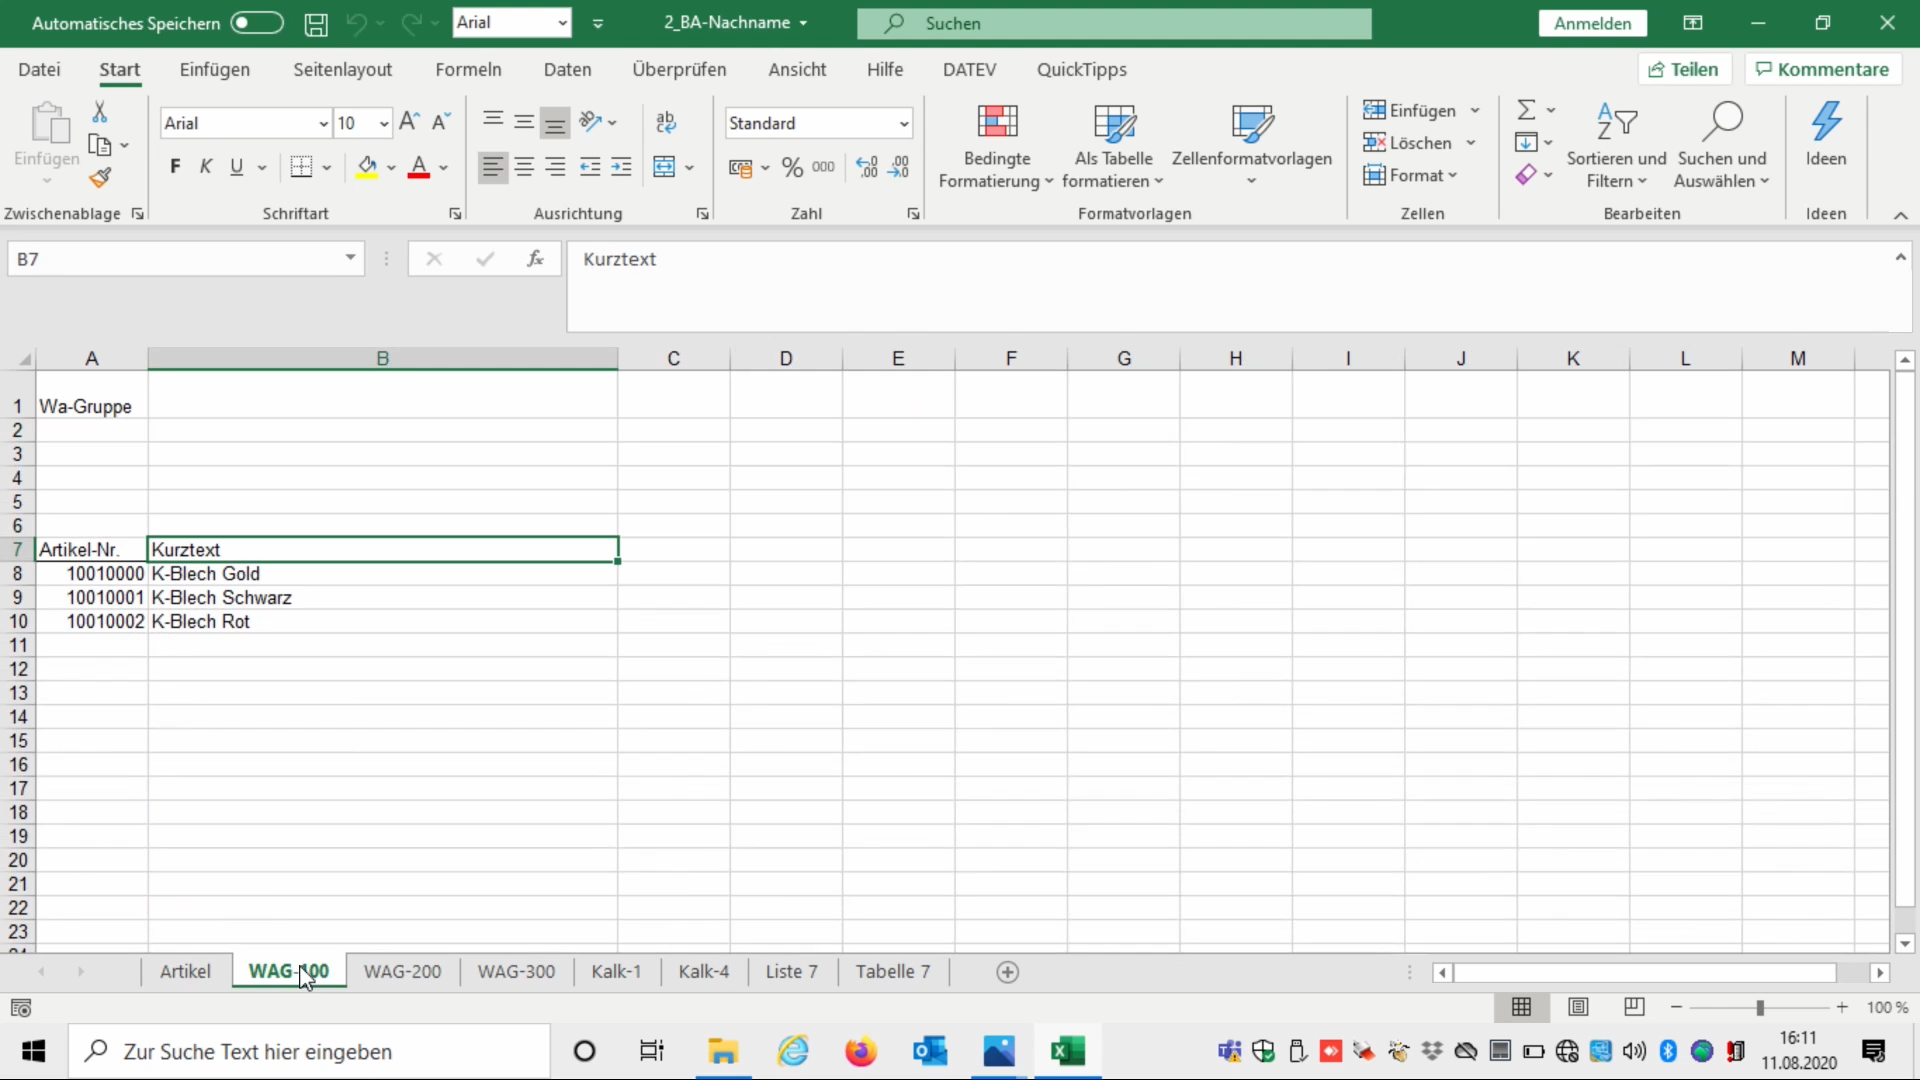 Automatisches Speichern Arial 2_BA-Nachname Suchen Anmelden
Datei Start Einfügen Seitenlayout Formeln Daten Überprüfen Ansicht Hilfe DATEV QuickTipps Teilen Kommentare
Einfügen
Arial 10
F K U
Standard
% 000
Bedingte Formatierung
Als Tabelle formatieren
Zellenformatvorlagen
Einfügen
Löschen
Format
Sortieren und Filtern
Suchen und Auswählen
Ideen
Zwischenablage Schriftart Ausrichtung Zahl Formatvorlagen Zellen Bearbeiten Ideen
B7 fx Kurztext
A B C D E F G H I J K L M
1 Wa-Gruppe
2
3
4
5
6
7 Artikel-Nr. Kurztext
8 10010000 K-Blech Gold
9 10010001 K-Blech Schwarz
10 10010002 K-Blech Rot
11
12
13
14
15
16
17
18
19
20
21
22
23
Artikel WAG-100 WAG-200 WAG-300 Kalk-1 Kalk-4 Liste 7 Tabelle 7
100 %
Zur Suche Text hier eingeben
16:11
11.08.2020